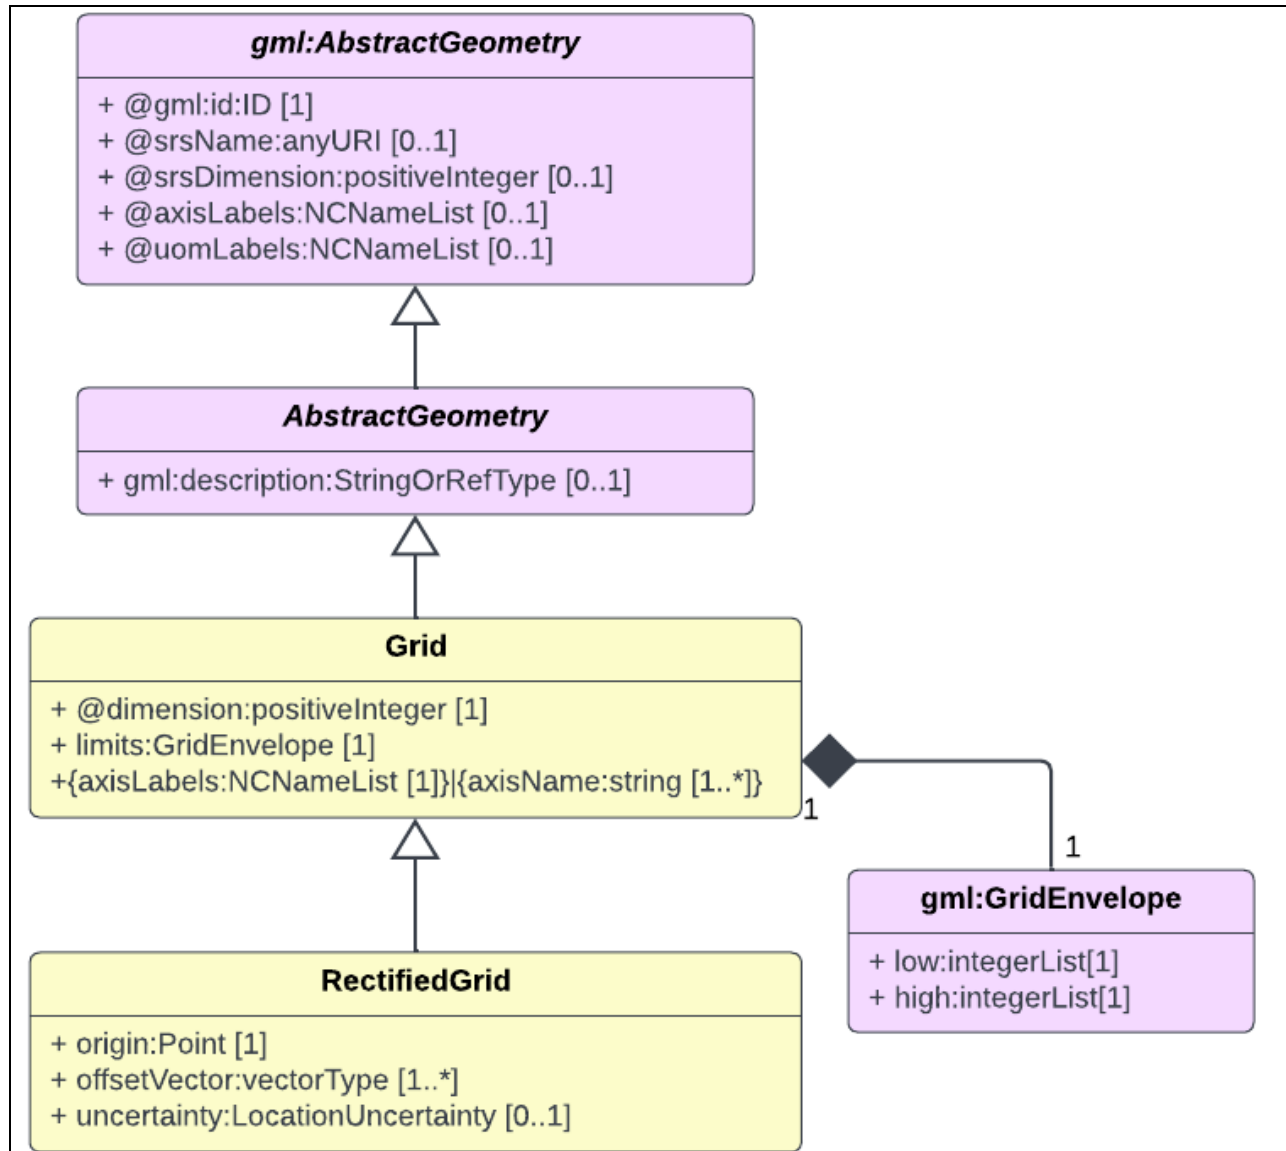 gml:AbstractGeometry
+ @gml:id:ID [1]
+ @srsName:anyURI [0..1]
+ @srsDimension:positiveInteger [0..1]
+ @axisLabels:NCNameList [0..1]
+ @uomLabels:NCNameList [0..1]
AbstractGeometry
+ gml:description:StringOrRefType [0..1]
Grid
+ @dimension:positiveInteger [1]
+ limits:GridEnvelope [1]
+{axisLabels:NCNameList [1]}|{axisName:string [1..*]}
1
1
gml:GridEnvelope
+ low:integerList[1]
+ high:integerList[1]
RectifiedGrid
+ origin:Point [1]
+ offsetVector:vectorType [1..*]
+ uncertainty:LocationUncertainty [0..1]